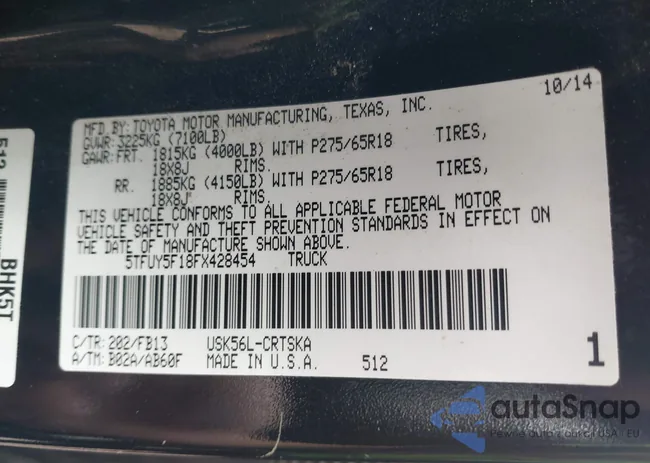 10/14
MFD.BY:TOYOTA MOTOR MANUFACTURING, TEXAS, INC.
GVWR: 3225KG (7100LB)
GAWR:FRT. 1815KG (4000LB) WITH P275/65R18 TIRES,
18X8J RIMS.
RR. 1885KG (4150LB) WITH P275/65R18 TIRES,
18X8J RIMS.
THIS VEHICLE CONFORMS TO ALL APPLICABLE FEDERAL MOTOR
VEHICLE SAFETY AND THEFT PREVENTION STANDARDS IN EFFECT ON
THE DATE OF MANUFACTURE SHOWN ABOVE.
5TFUY5F18FX428454 TRUCK
C/TR: 202/FB13 USK56L-CRTSKA
A/TM: B02A/AB60F MADE IN U.S.A. 512 1
512
BHK5T
autoSnap